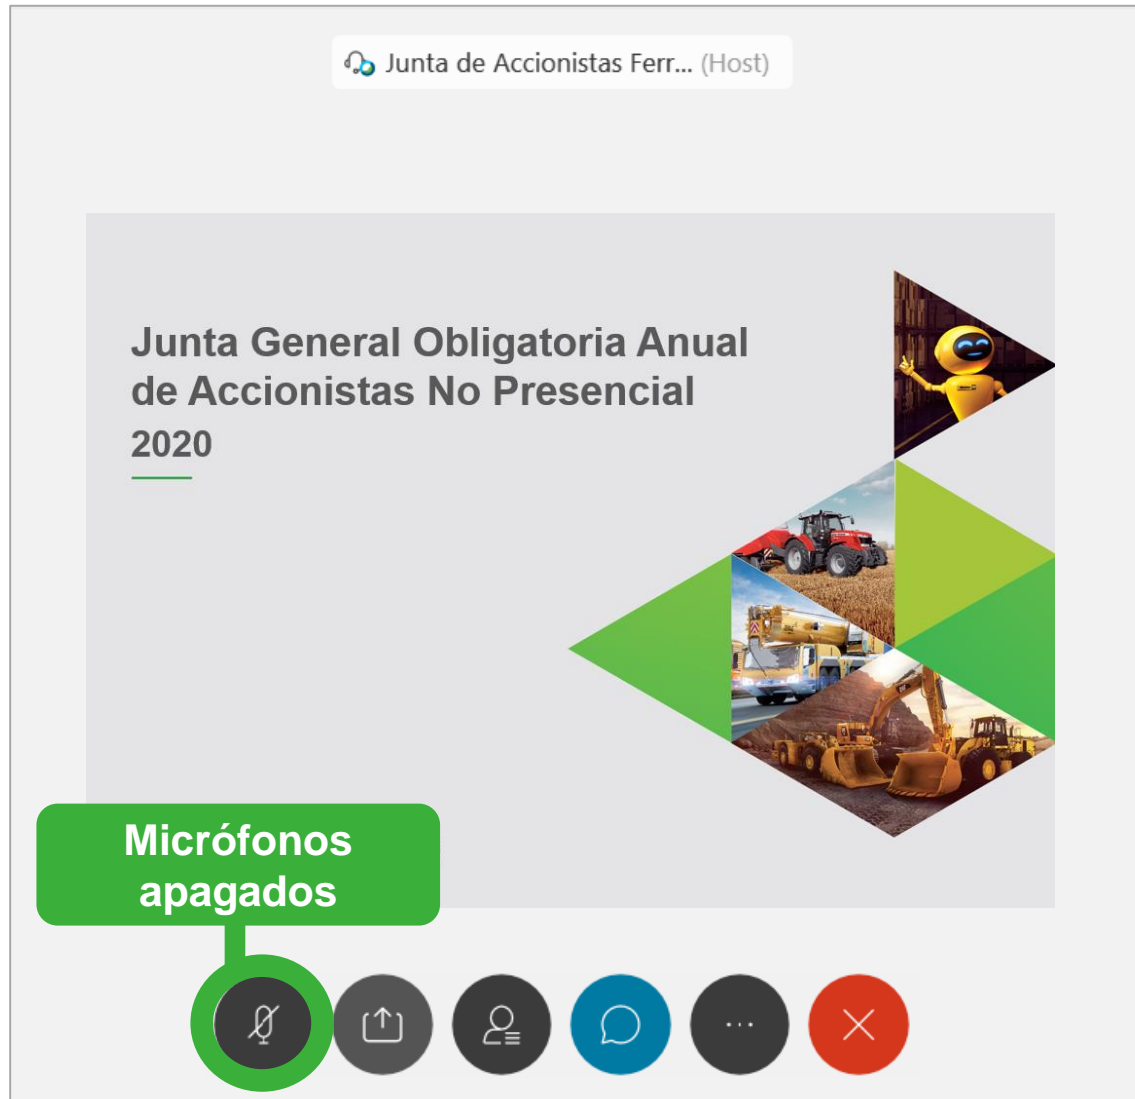 Junta de Accionistas Ferr... (Host)
Junta General Obligatoria Anual
de Accionistas No Presencial
2020
Micrófonos
apagados